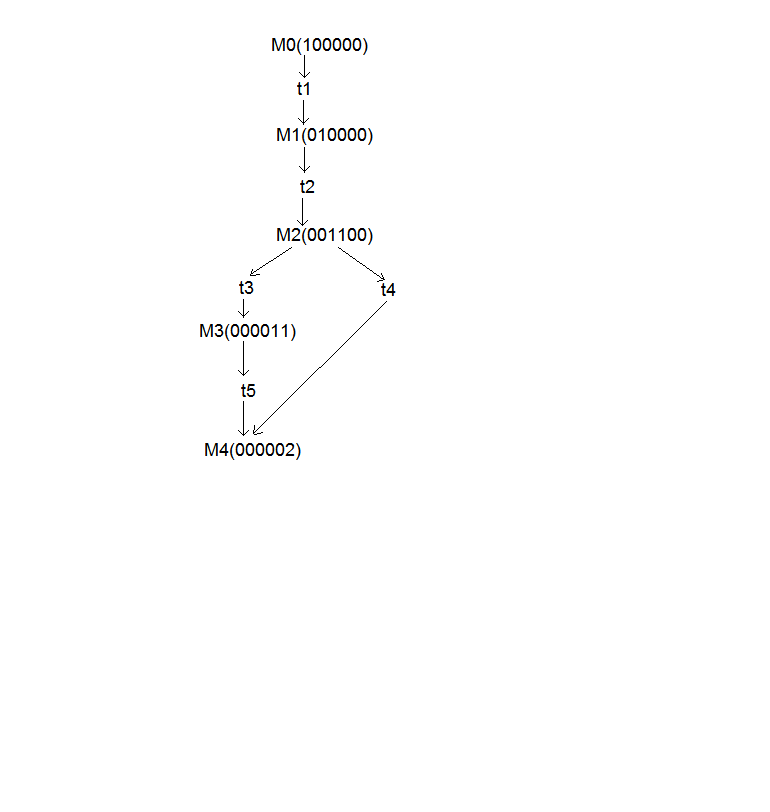 M0(100000)
t1
M1(010000)
t2
M2(001100)
t3
t4
M3(000011)
t5
M4(000002)